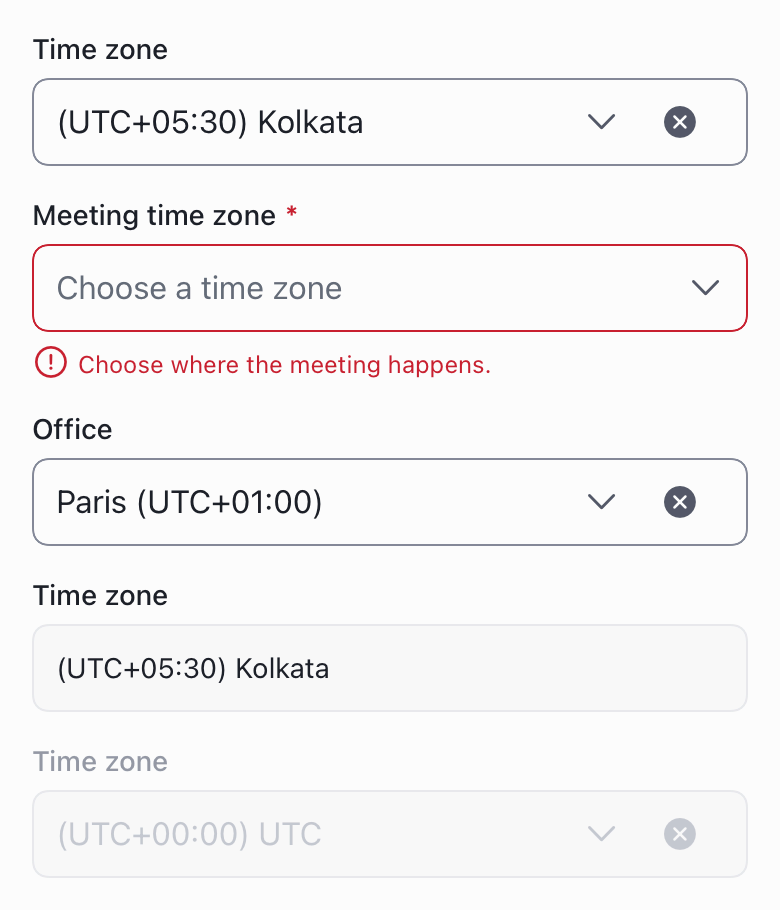 Time zone
(UTC+05:30) Kolkata
Meeting time zone *
Choose a time zone
Choose where the meeting happens.
Office
Paris (UTC+01:00)
Time zone
(UTC+05:30) Kolkata
Time zone
(UTC+00:00) UTC